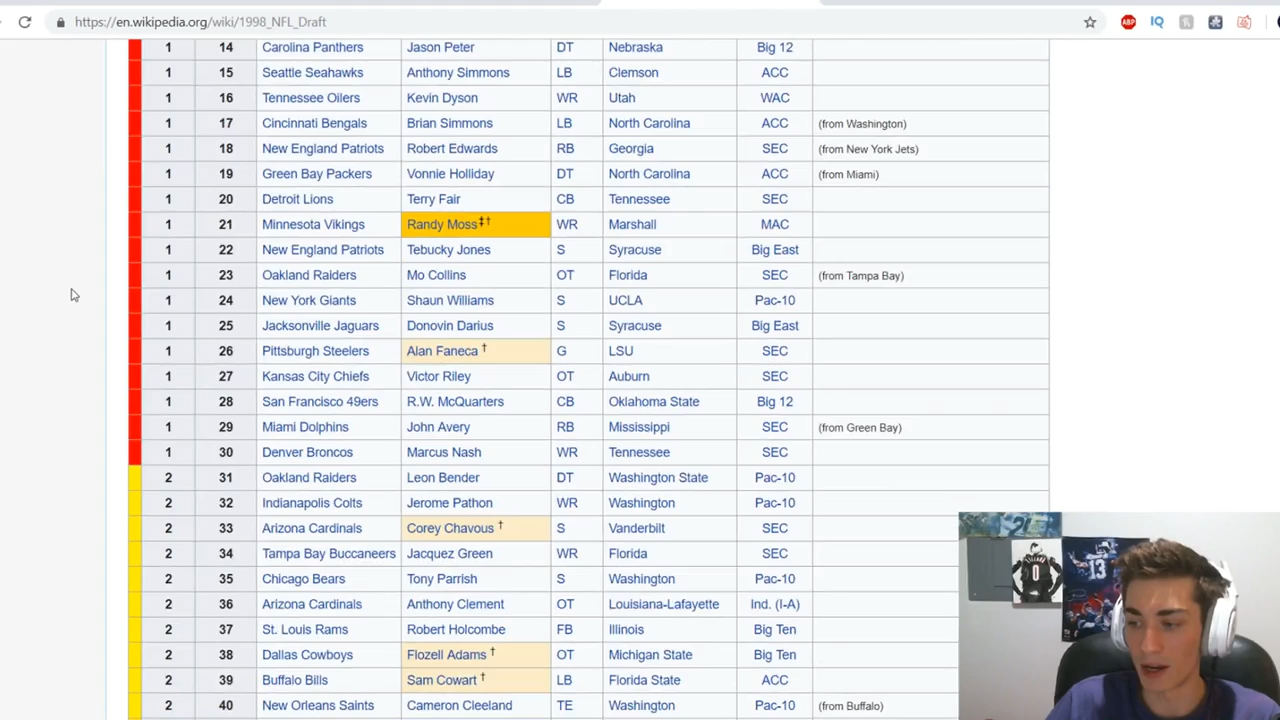 https://en.wikipedia.org/wiki/1998_NFL_Draft
ABP IQ
1 14 Carolina Panthers Jason Peter DT Nebraska Big 12
1 15 Seattle Seahawks Anthony Simmons LB Clemson ACC
1 16 Tennessee Oilers Kevin Dyson WR Utah WAC
1 17 Cincinnati Bengals Brian Simmons LB North Carolina ACC (from Washington)
1 18 New England Patriots Robert Edwards RB Georgia SEC (from New York Jets)
1 19 Green Bay Packers Vonnie Holliday DT North Carolina ACC (from Miami)
1 20 Detroit Lions Terry Fair CB Tennessee SEC
1 21 Minnesota Vikings Randy Moss‡† WR Marshall MAC
1 22 New England Patriots Tebucky Jones S Syracuse Big East
1 23 Oakland Raiders Mo Collins OT Florida SEC (from Tampa Bay)
1 24 New York Giants Shaun Williams S UCLA Pac-10
1 25 Jacksonville Jaguars Donovin Darius S Syracuse Big East
1 26 Pittsburgh Steelers Alan Faneca † G LSU SEC
1 27 Kansas City Chiefs Victor Riley OT Auburn SEC
1 28 San Francisco 49ers R.W. McQuarters CB Oklahoma State Big 12
1 29 Miami Dolphins John Avery RB Mississippi SEC (from Green Bay)
1 30 Denver Broncos Marcus Nash WR Tennessee SEC
2 31 Oakland Raiders Leon Bender DT Washington State Pac-10
2 32 Indianapolis Colts Jerome Pathon WR Washington Pac-10
2 33 Arizona Cardinals Corey Chavous † S Vanderbilt SEC
2 34 Tampa Bay Buccaneers Jacquez Green WR Florida SEC
2 35 Chicago Bears Tony Parrish S Washington Pac-10
2 36 Arizona Cardinals Anthony Clement OT Louisiana-Lafayette Ind. (I-A)
2 37 St. Louis Rams Robert Holcombe FB Illinois Big Ten
2 38 Dallas Cowboys Flozell Adams † OT Michigan State Big Ten
2 39 Buffalo Bills Sam Cowart † LB Florida State ACC
2 40 New Orleans Saints Cameron Cleeland TE Washington Pac-10 (from Buffalo)
0
13